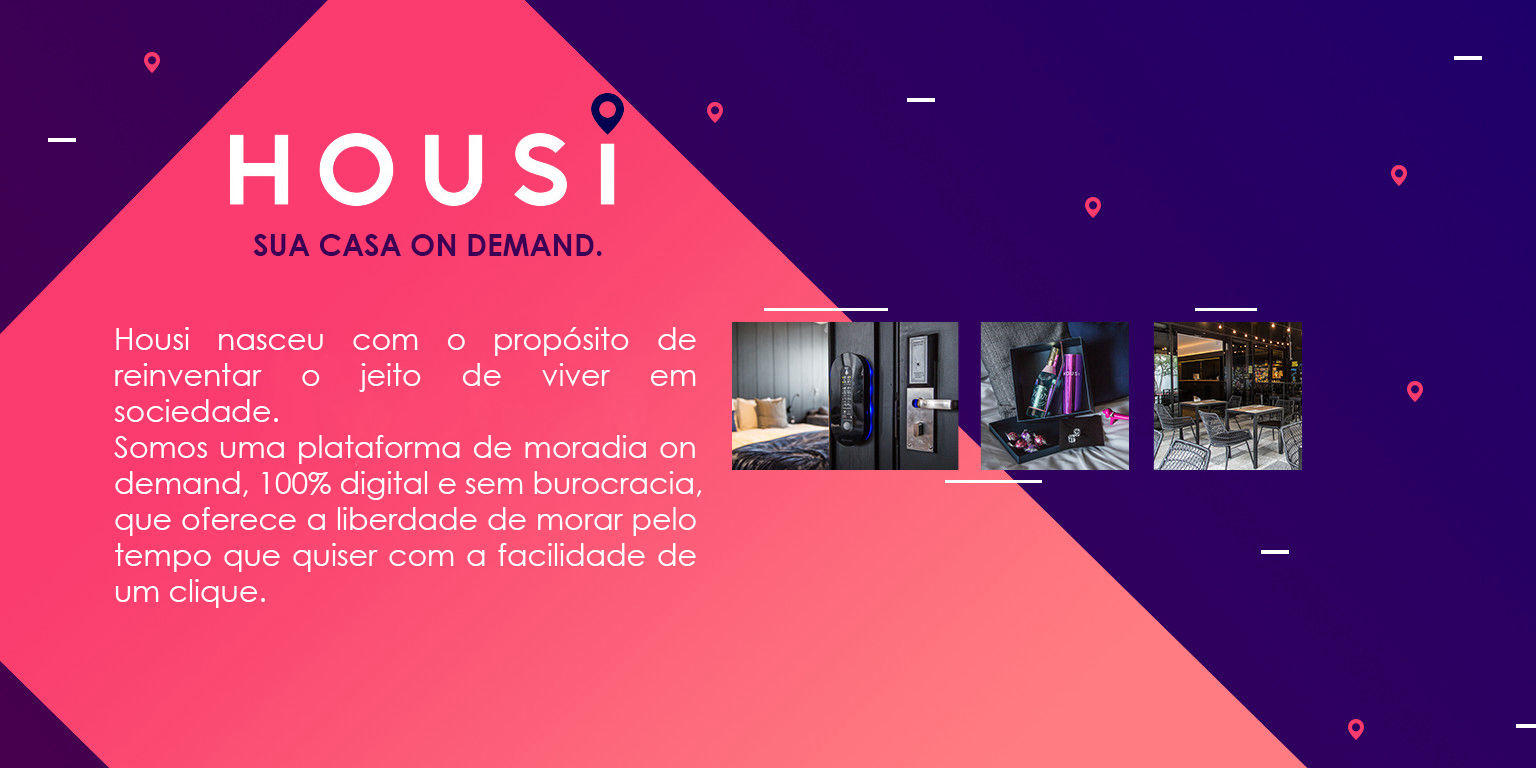 HOUSi
SUA CASA ON DEMAND.
Housi nasceu com o propósito de
reinventar o jeito de viver em
sociedade.
Somos uma plataforma de moradia on
demand, 100% digital e sem burocracia,
que oferece a liberdade de morar pelo
tempo que quiser com a facilidade de
um clique.
HOUSi